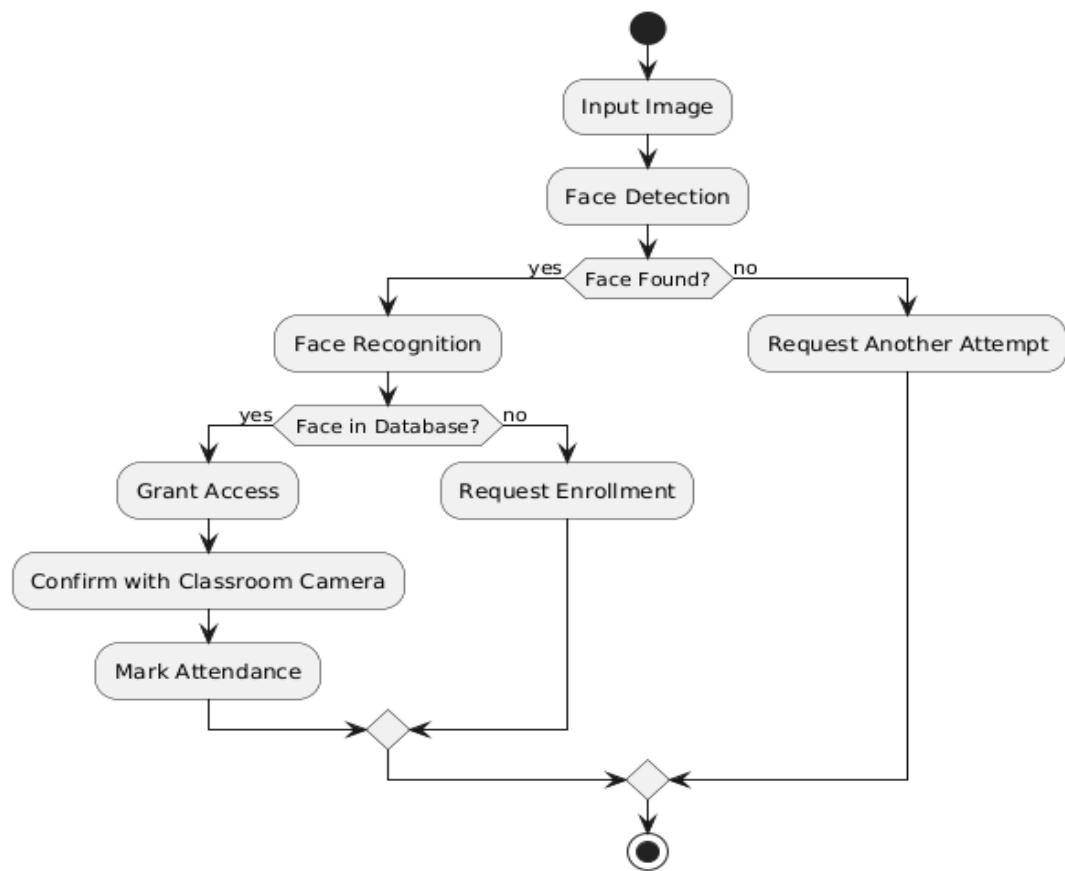 Input Image
Face Detection
yes
Face Found?
no
Face Recognition
Request Another Attempt
yes
Face in Database?
no
Grant Access
Request Enrollment
Confirm with Classroom Camera
Mark Attendance